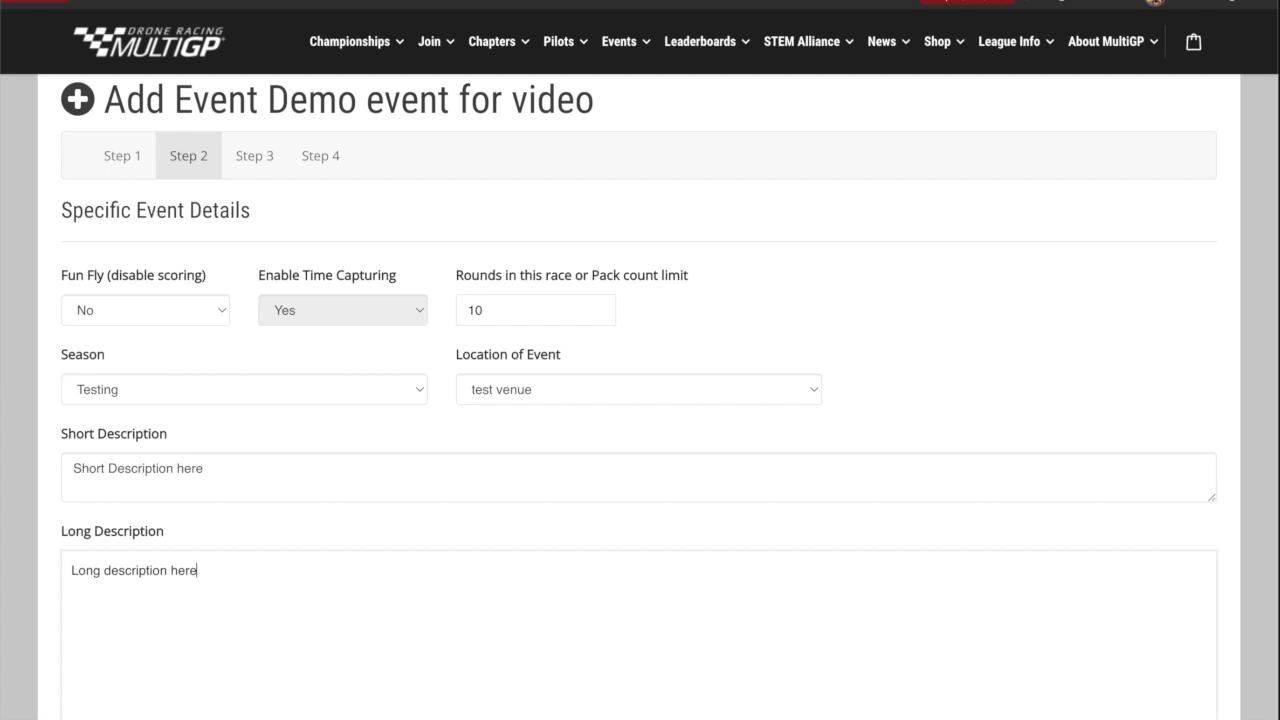 DRONE RACING
MULTIGP
Championships Join Chapters Pilots Events Leaderboards STEM Alliance News Shop League Info About MultiGP
Add Event Demo event for video
Step 1 Step 2 Step 3 Step 4
Specific Event Details
Fun Fly (disable scoring) Enable Time Capturing Rounds in this race or Pack count limit
No Yes 10
Season Location of Event
Testing test venue
Short Description
Short Description here
Long Description
Long description here